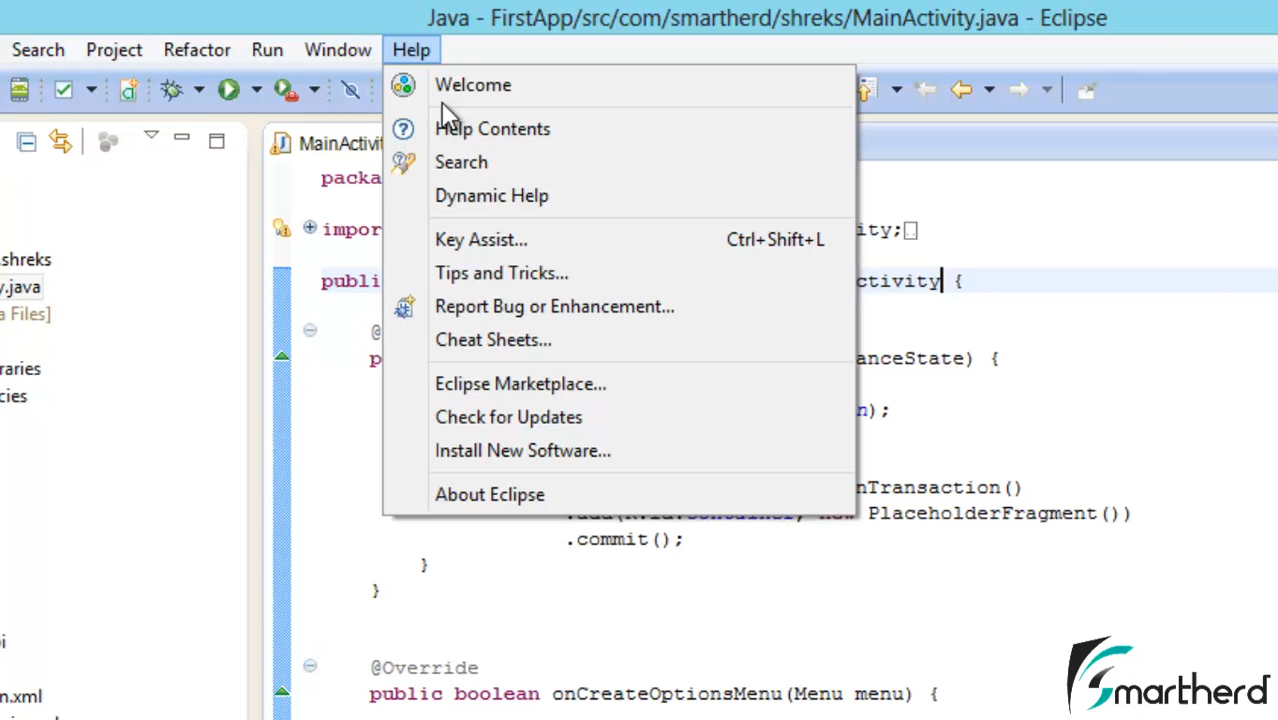 Java - FirstApp/src/com/smartherd/shreks/MainActivity.java - Eclipse
Search Project Refactor Run Window Help
Welcome
Help Contents
Search
Dynamic Help
Key Assist... Ctrl+Shift+L
Tips and Tricks...
Report Bug or Enhancement...
Cheat Sheets...
Eclipse Marketplace...
Check for Updates
Install New Software...
About Eclipse
.shreks
y.java
a Files]
raries
cies
n.xml
MainActivit
packa
impor ity;
publi ctivity {
@
p anceState) {
n);
nTransaction()
PlaceholderFragment())
.commit();
}
}
@Override
public boolean onCreateOptionsMenu(Menu menu) {
Smartherd